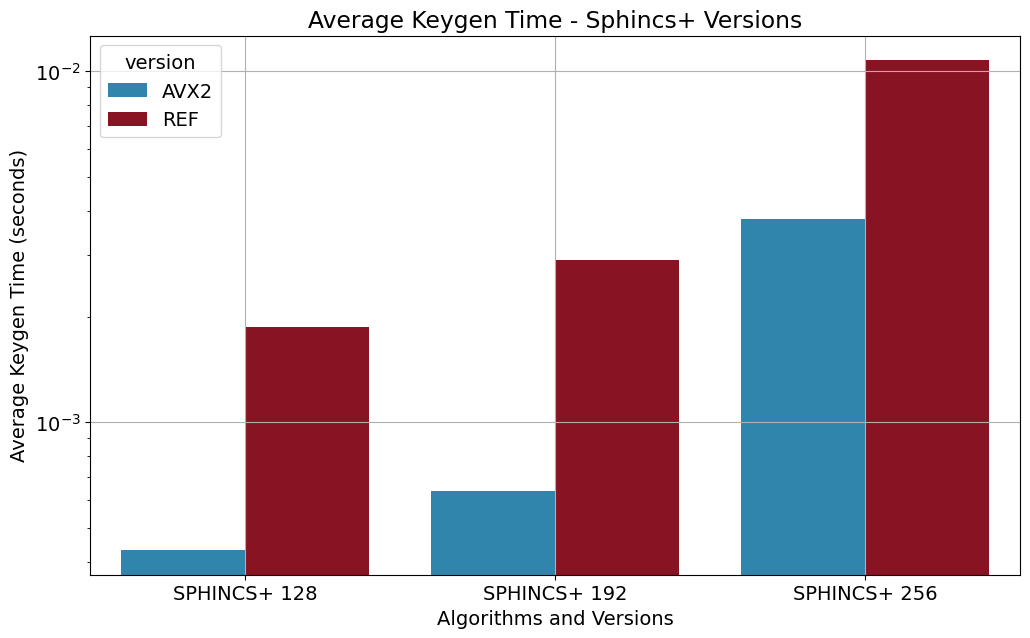 Average Keygen Time - Sphincs+ Versions
version
AVX2
REF
Average Keygen Time (seconds)
10⁻²
10⁻³
SPHINCS+ 128
SPHINCS+ 192
SPHINCS+ 256
Algorithms and Versions